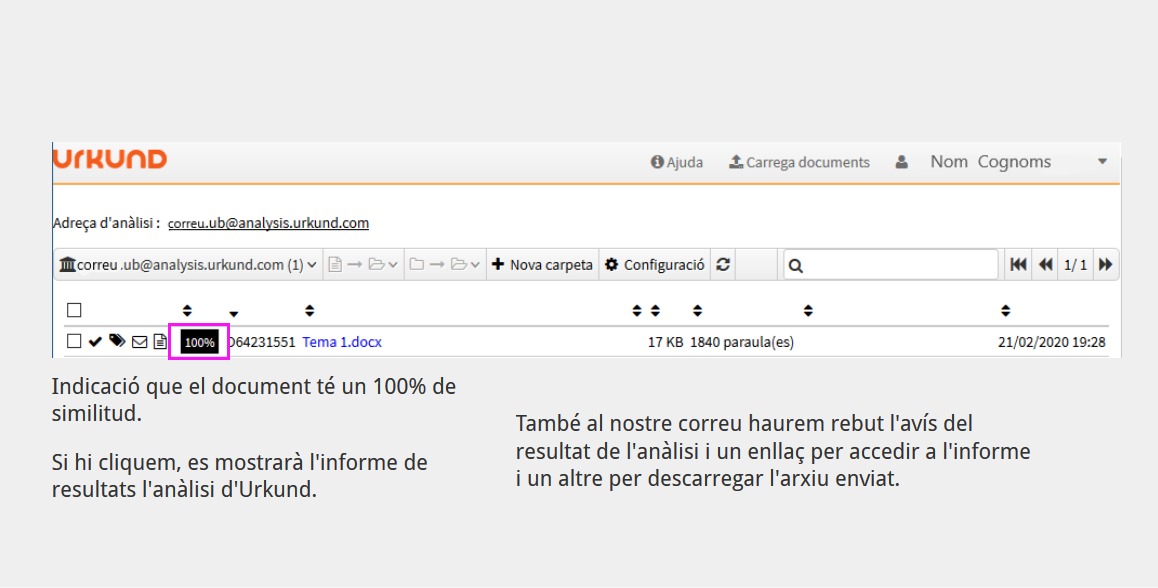 URKUND
Ajuda Carrega documents Nom Cognoms
Adreça d'anàlisi : correu.ub@analysis.urkund.com
correu .ub@analysis.urkund.com (1) Nova carpeta Configuració 1/ 1
100% D64231551 Tema 1.docx 17 KB 1840 paraula(es) 21/02/2020 19:28
Indicació que el document té un 100% de
similitud.
Si hi cliquem, es mostrarà l'informe de
resultats l'anàlisi d'Urkund.
També al nostre correu haurem rebut l'avís del
resultat de l'anàlisi i un enllaç per accedir a l'informe
i un altre per descarregar l'arxiu enviat.